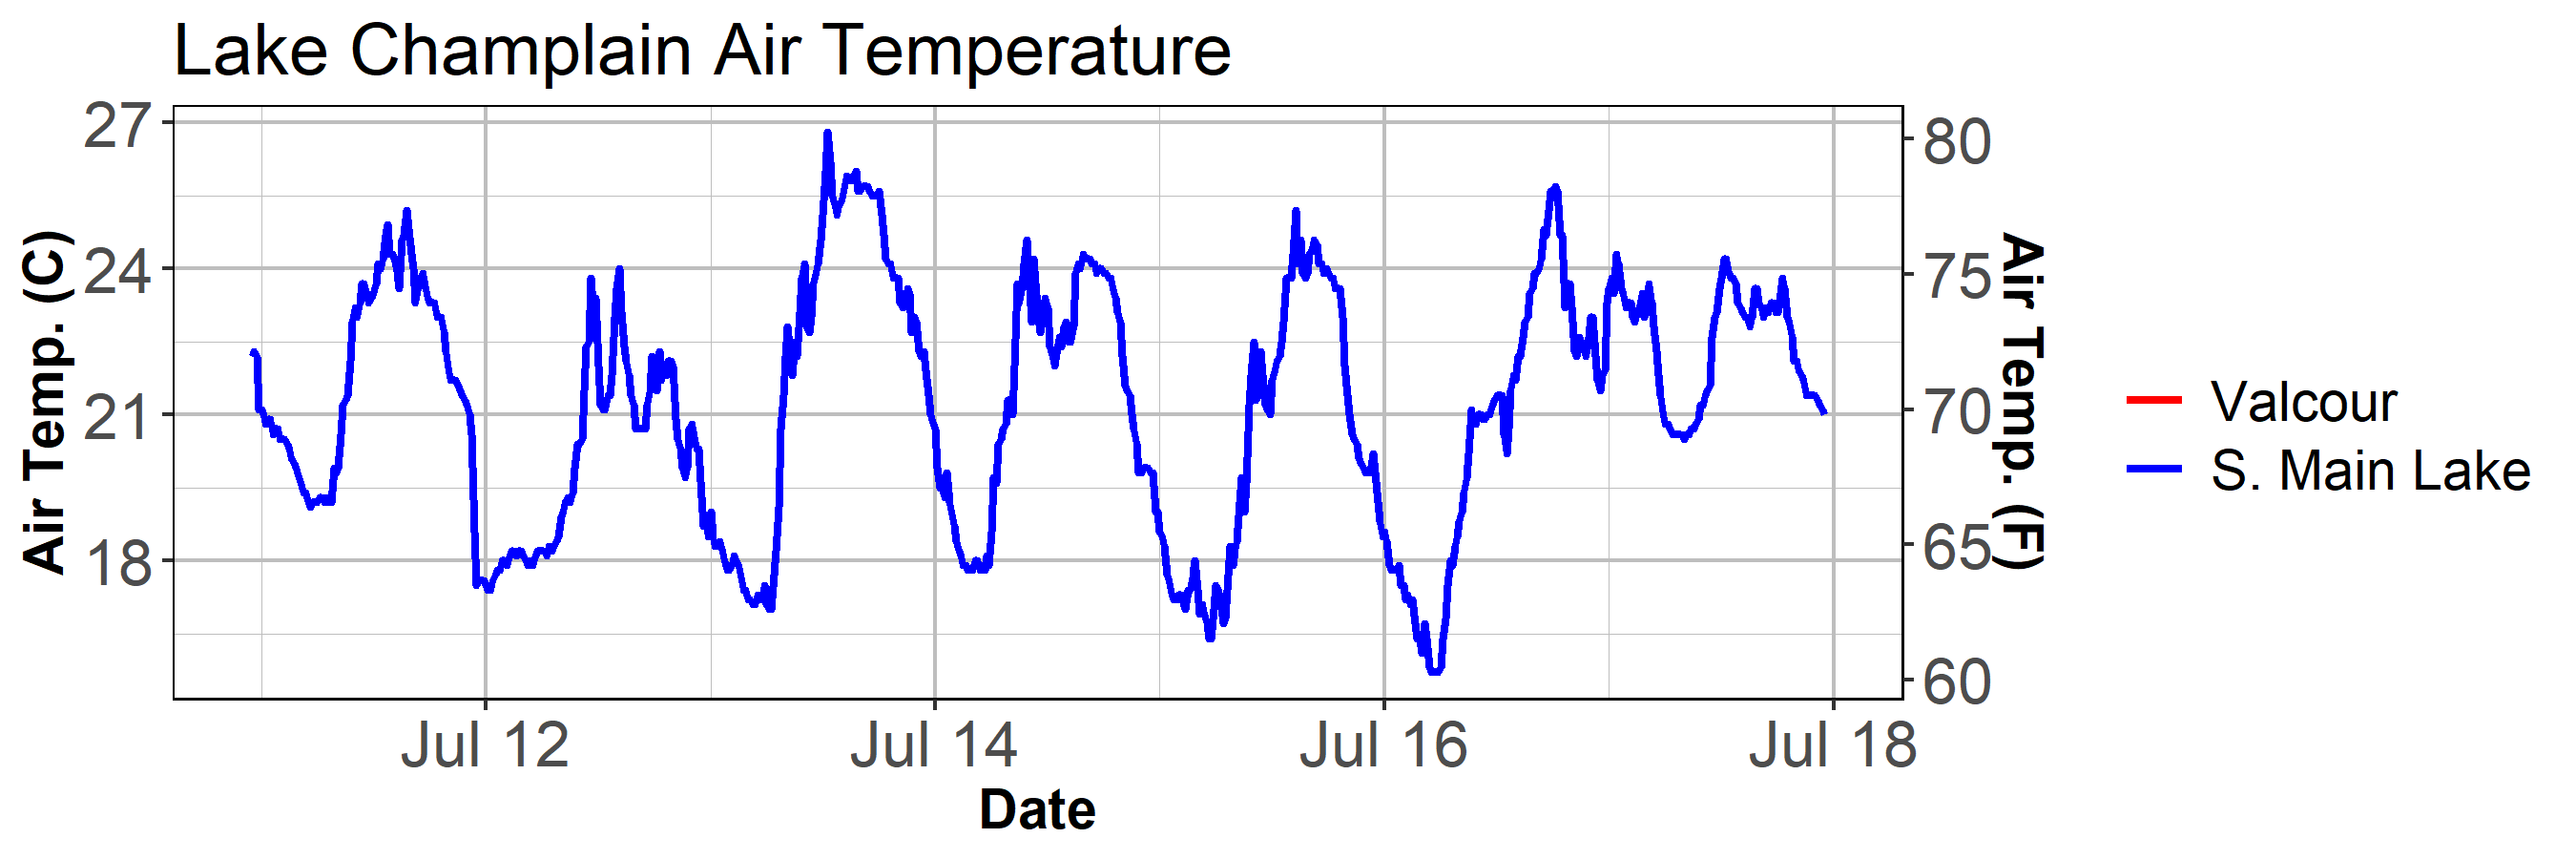 Lake Champlain Air Temperature
Air Temp. (C)
27
24
21
18
80
75
70
65
60
Air Temp. (F)
Jul 12
Jul 14
Jul 16
Jul 18
Date
Valcour
S. Main Lake